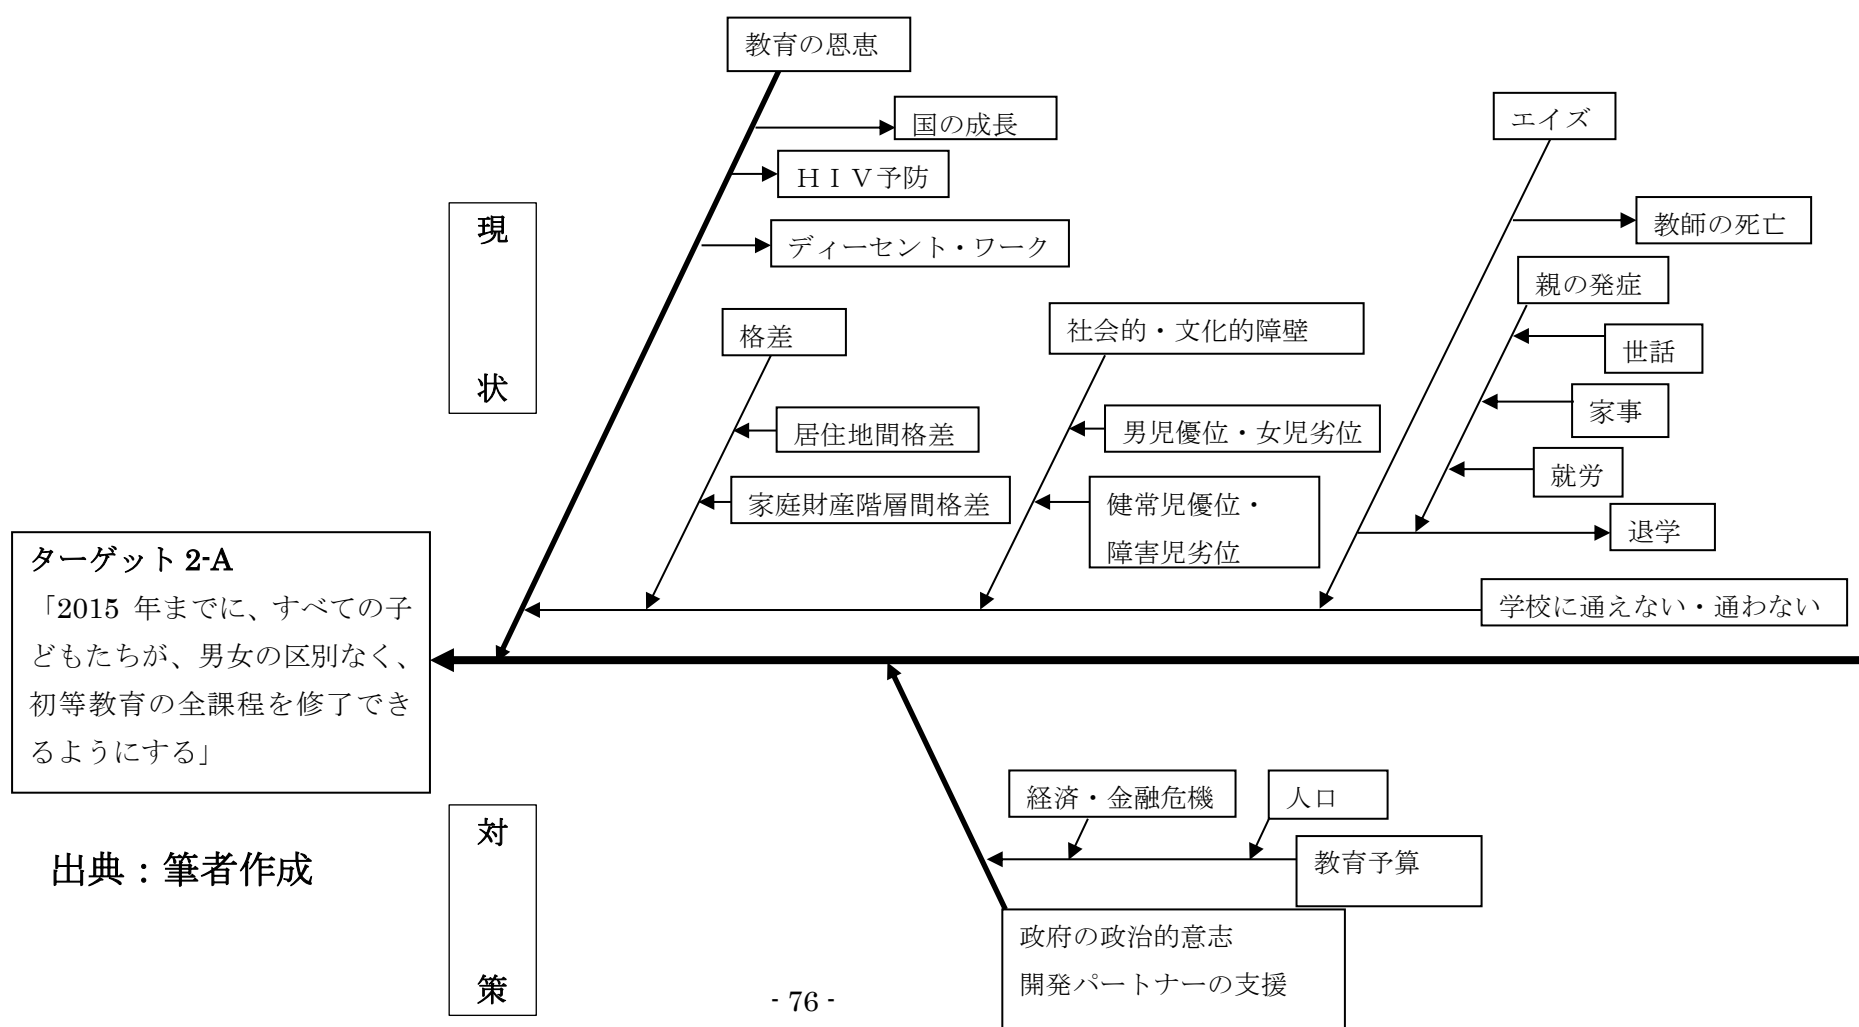 教育の恩恵
国の成長
ＨＩＶ予防
ディーセント・ワーク
エイズ
教師の死亡
親の発症
世話
家事
就労
退学
現
状
格差
居住地間格差
家庭財産階層間格差
社会的・文化的障壁
男児優位・女児劣位
健常児優位・
障害児劣位
学校に通えない・通わない
ターゲット 2-A
「2015 年までに、すべての子
どもたちが、男女の区別なく、
初等教育の全課程を修了でき
るようにする」
経済・金融危機
人口
教育予算
対
策
出典：筆者作成
政府の政治的意志
開発パートナーの支援
- 76 -